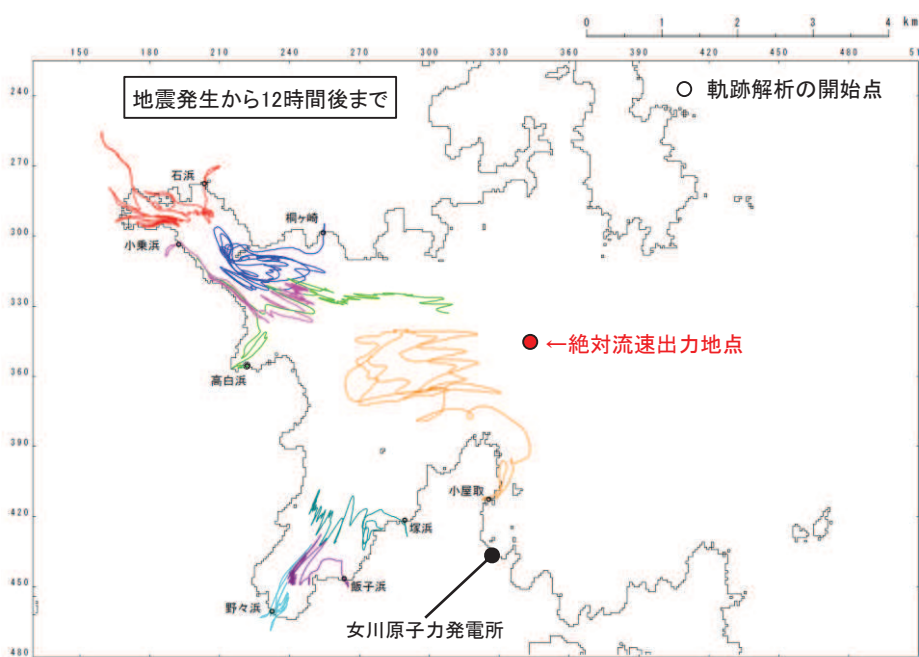 0 1 2 3 4 km
150 180 210 240 270 300 330 360 390 420 450 480 51
240
地震発生から12時間後まで
軌跡解析の開始点
270
石浜
300
桐ヶ崎
小乗浜
330
←絶対流速出力地点
360
高白浜
390
小屋取
420
塚浜
450
飯子浜
野々浜
女川原子力発電所
480